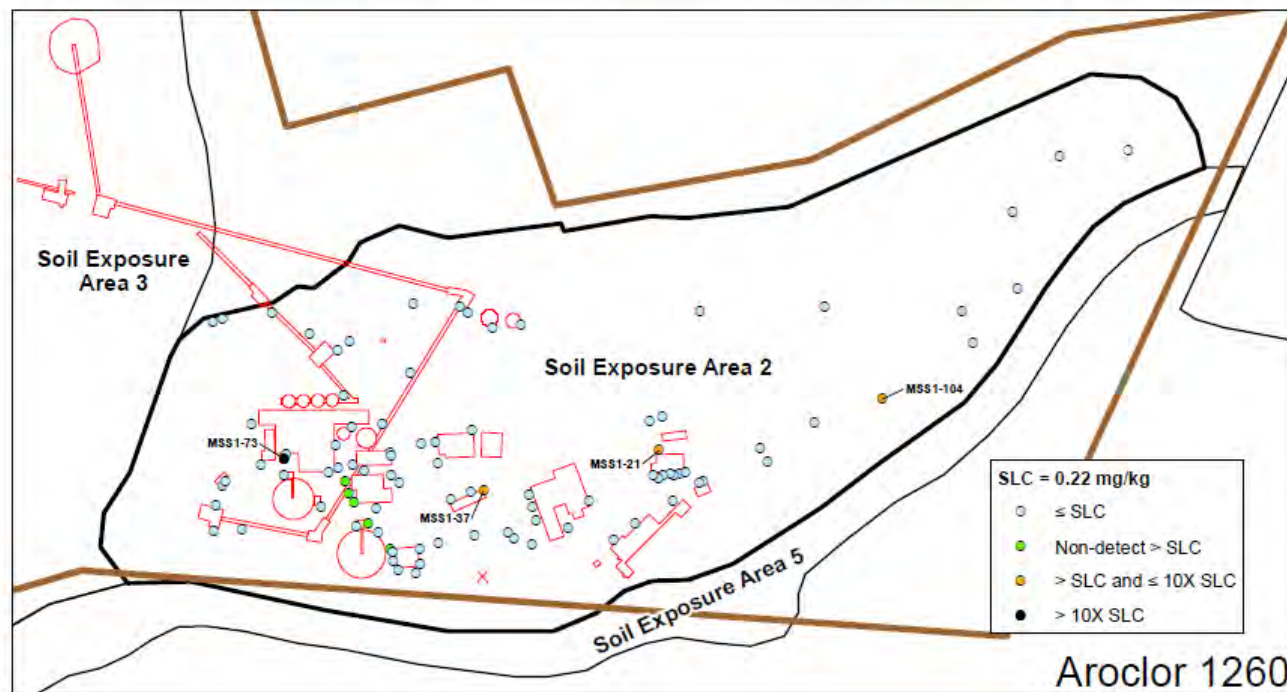 Soil Exposure
Area 3
Soil Exposure Area 2
MSS1-104
MSS1-73
MSS1-21
MSS1-37
Soil Exposure Area 5
SLC = 0.22 mg/kg
≤ SLC
Non-detect > SLC
> SLC and ≤ 10X SLC
> 10X SLC
Aroclor 1260